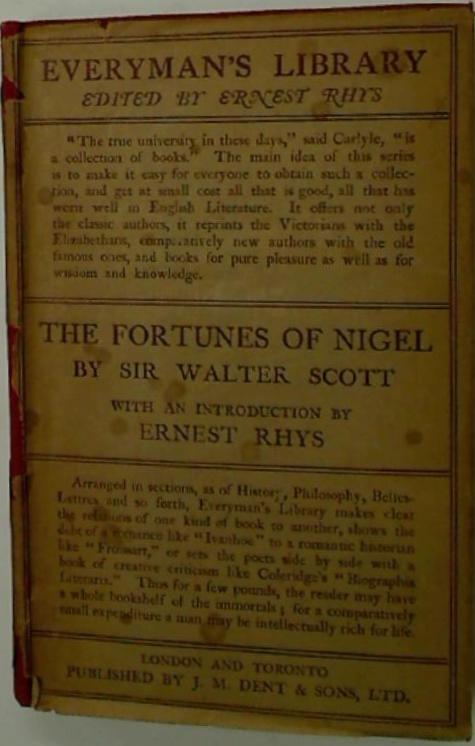 EVERYMAN'S LIBRARY
EDITED BY ERNEST RHYS
"The true university in these days," said Carlyle, "is
a collection of books." The main idea of this series
is to make it easy for everyone to obtain such a collec-
tion, and get at small cost all that is good, all that has
worn well in English Literature. It offers not only
the classic authors, it reprints the Victorians with the
Elizabethans, comparatively new authors with the old
famous ones, and books for pure pleasure as well as for
wisdom and knowledge.
THE FORTUNES OF NIGEL
BY SIR WALTER SCOTT
WITH AN INTRODUCTION BY
ERNEST RHYS
Arranged in sections, as of History, Philosophy, Belles-
Lettres and so forth, Everyman's Library makes clear
the relations of one kind of book to another, shows the
debt of a romance like "Ivanhoe" to a romantic historian
like "Froissart," or sets the poets side by side with a
book of creative criticism like Coleridge's "Biographia
Literaria." Thus for a few pounds, the reader may have
a whole bookshelf of the immortals; for a comparatively
small expenditure a man may be intellectually rich for life.
LONDON AND TORONTO
PUBLISHED BY J. M. DENT & SONS, LTD.